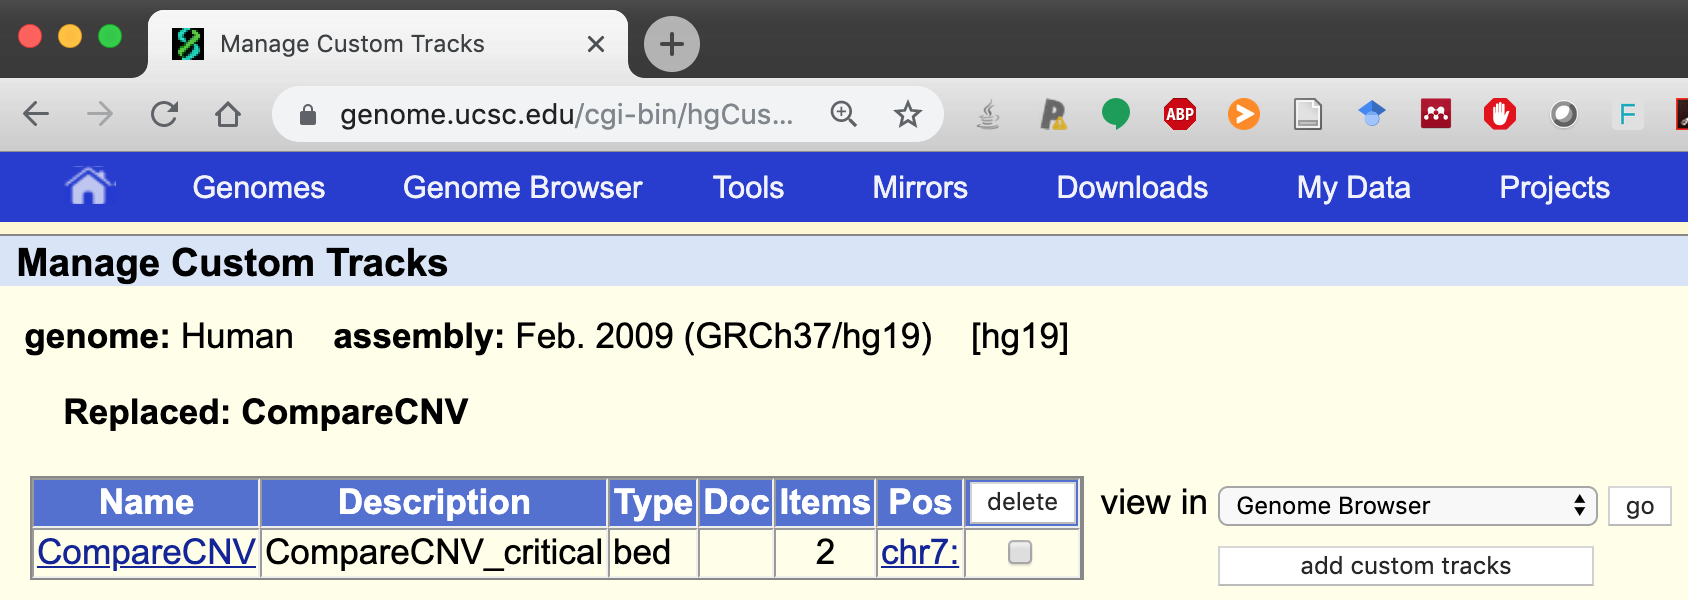 Manage Custom Tracks
genome.ucsc.edu/cgi-bin/hgCus...
ABP
F
Genomes Genome Browser Tools Mirrors Downloads My Data Projects
Manage Custom Tracks
genome: Human assembly: Feb. 2009 (GRCh37/hg19) [hg19]
Replaced: CompareCNV
Name Description Type Doc Items Pos delete view in Genome Browser go
CompareCNV CompareCNV_critical bed 2 chr7:
add custom tracks